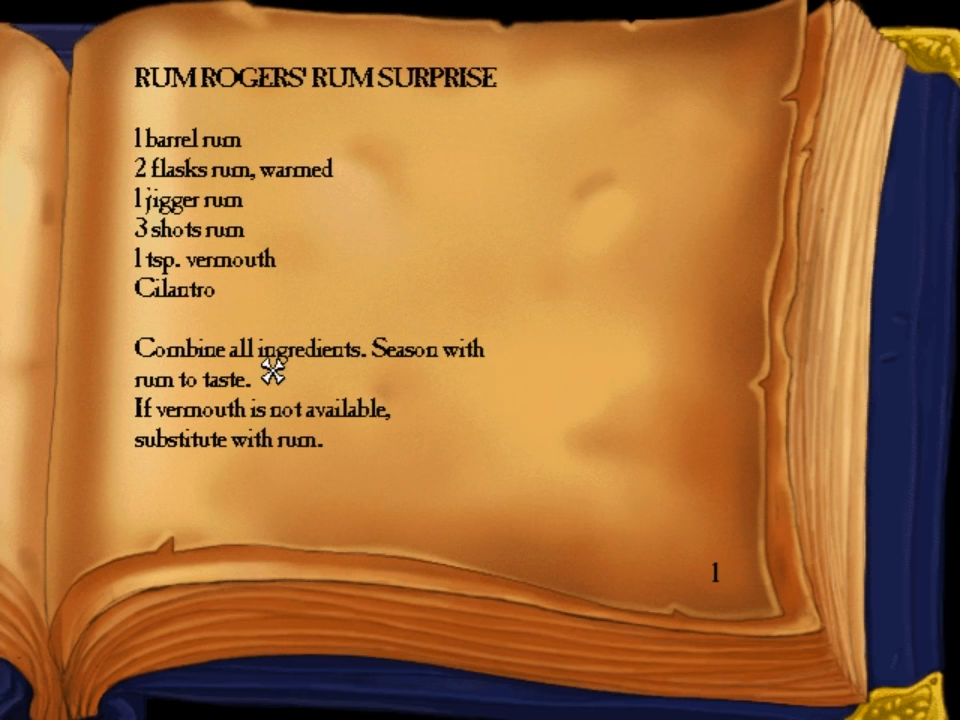 RUM ROGERS' RUM SURPRISE
1 barrel rum
2 flasks rum, warmed
1 jigger rum
3 shots rum
1 tsp. vermouth
Cilantro
Combine all ingredients. Season with
rum to taste.
If vermouth is not available,
substitute with rum.
1